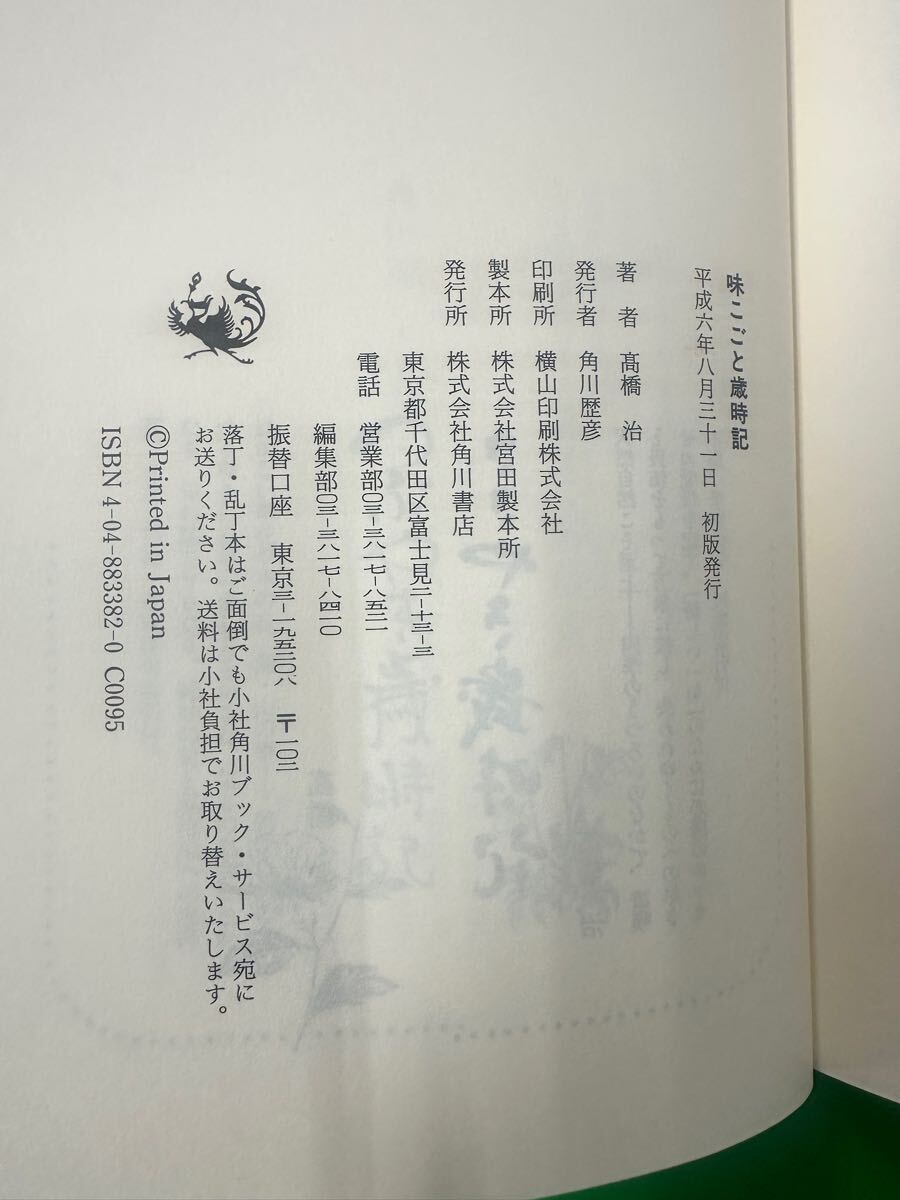 味こごと歳時記
平成六年八月三十一日　初版発行
著　者　髙橋　治
発行者　角川歴彦
印刷所　横山印刷株式会社
製本所　株式会社宮田製本所
発行所　株式会社角川書店
東京都千代田区富士見二-十三-三
電話　営業部〇三-三八一七-八五二一
編集部〇三-三八一七-八四二〇
振替口座　東京三-一九五二〇八　〒一〇二
落丁・乱丁本はご面倒でも小社角川ブック・サービス宛に
お送りください。送料は小社負担でお取り替えいたします。
©Printed in Japan
ISBN 4-04-883382-0 C0095